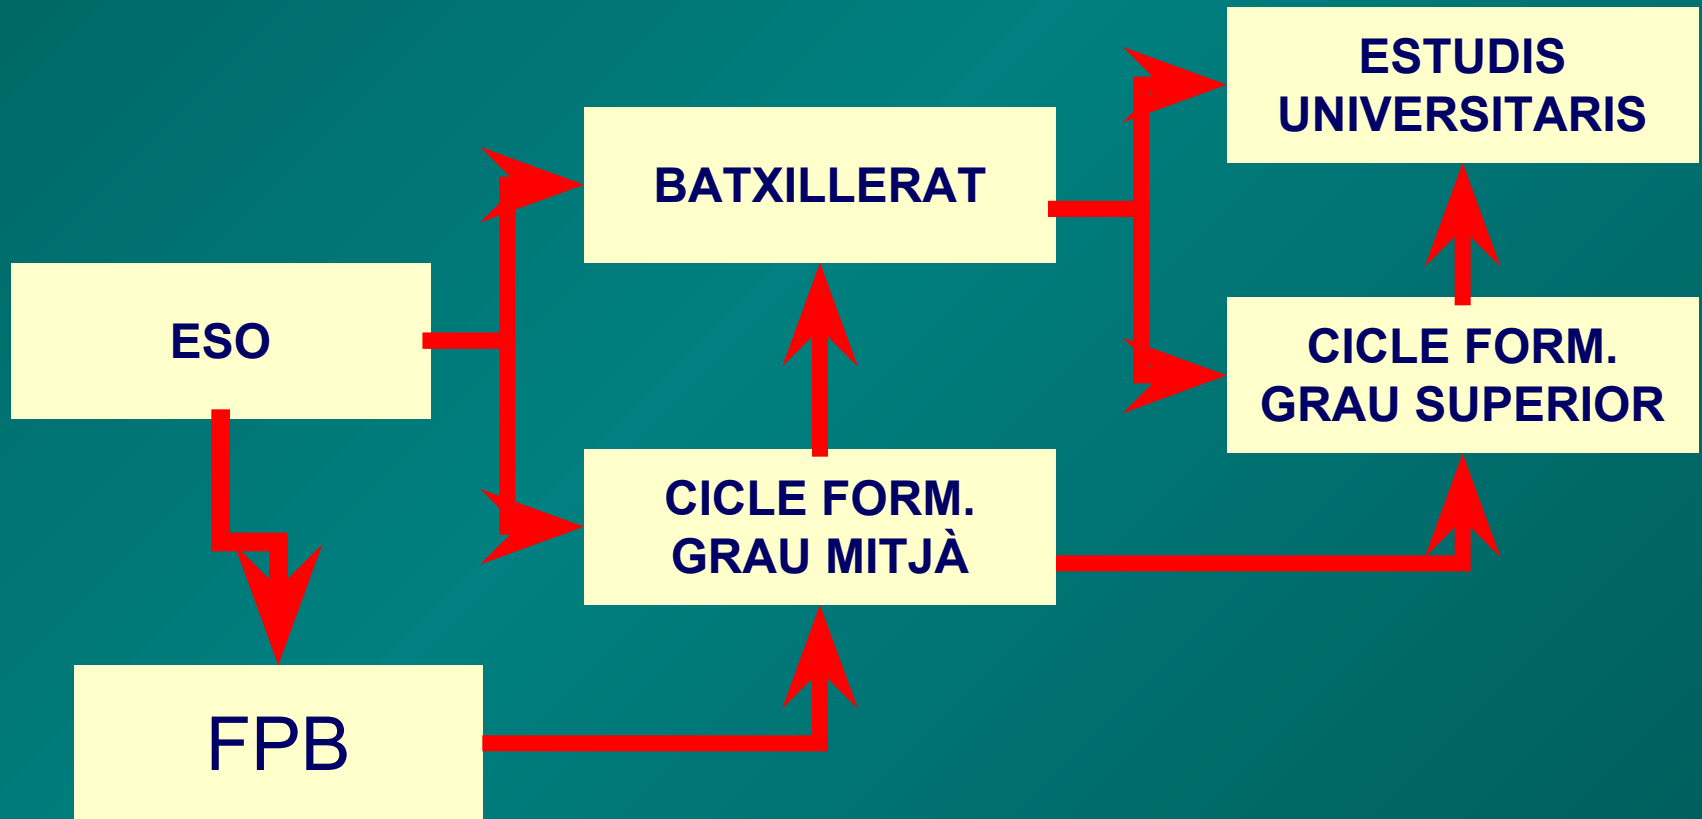 ESTUDIS
UNIVERSITARIS
BATXILLERAT
ESO
CICLE FORM.
GRAU SUPERIOR
CICLE FORM.
GRAU MITJÀ
FPB